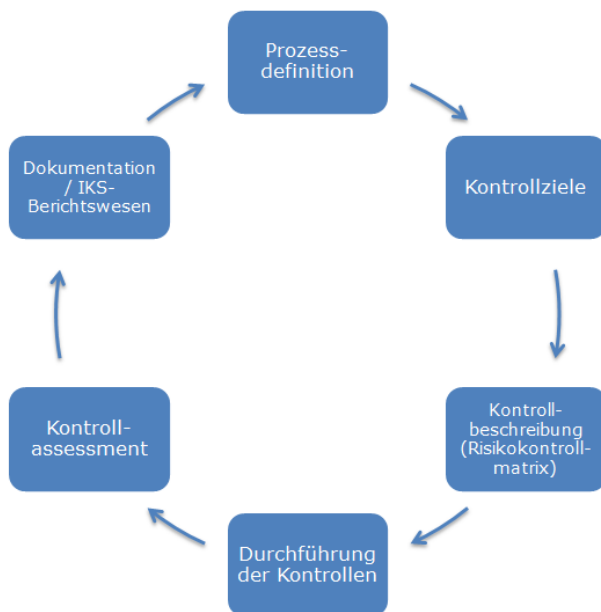 Prozess-
definition
Kontrollziele
Kontroll-
beschreibung
(Risikokontroll-
matrix)
Durchführung
der Kontrollen
Kontroll-
assessment
Dokumentation
/ IKS-
Berichtswesen